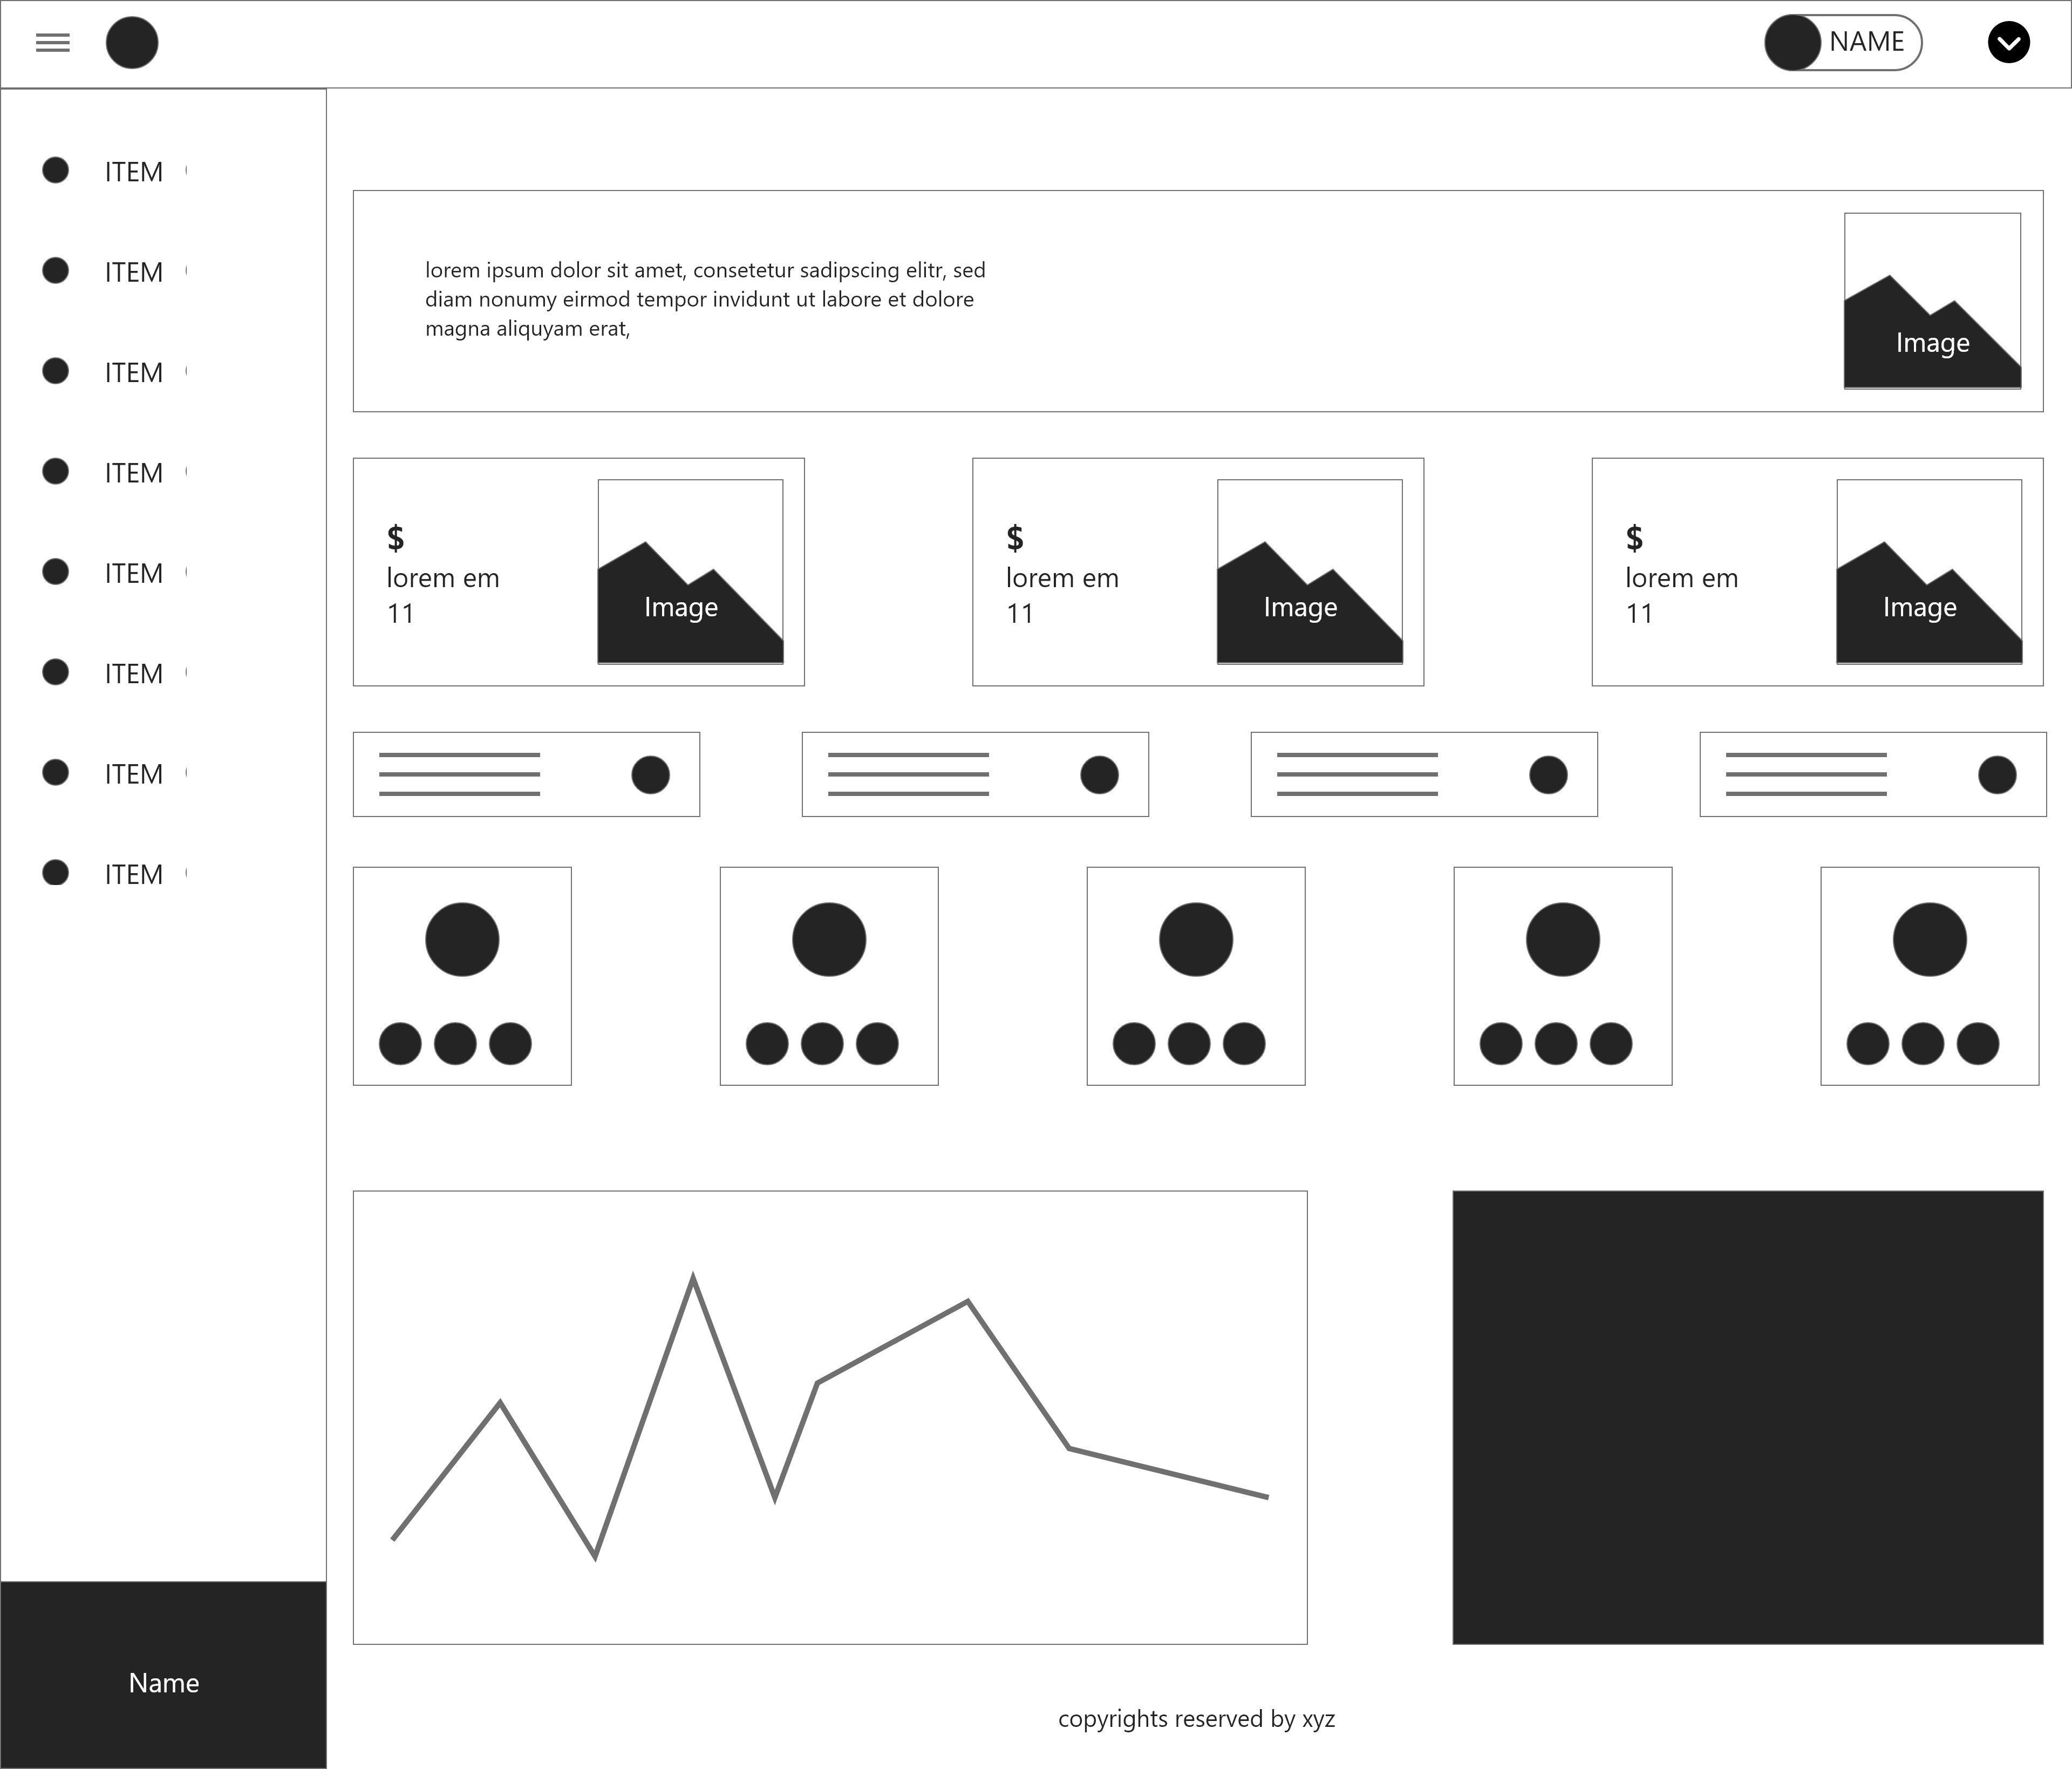 NAME
ITEM
ITEM
ITEM
ITEM
ITEM
ITEM
ITEM
ITEM
Name
lorem ipsum dolor sit amet, consetetur sadipscing elitr, sed
diam nonumy eirmod tempor invidunt ut labore et dolore
magna aliquyam erat,
Image
$
lorem em
11
Image
$
lorem em
11
Image
$
lorem em
11
Image
copyrights reserved by xyz